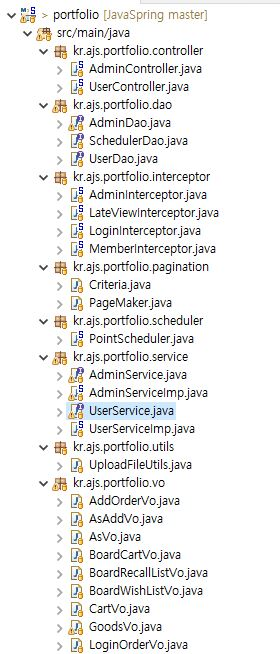 > portfolio [JavaSpring master]
src/main/java
kr.ajs.portfolio.controller
AdminController.java
UserController.java
kr.ajs.portfolio.dao
AdminDao.java
SchedulerDao.java
UserDao.java
kr.ajs.portfolio.interceptor
AdminInterceptor.java
LateViewInterceptor.java
LoginInterceptor.java
MemberInterceptor.java
kr.ajs.portfolio.pagination
Criteria.java
PageMaker.java
kr.ajs.portfolio.scheduler
PointScheduler.java
kr.ajs.portfolio.service
AdminService.java
AdminServiceImp.java
UserService.java
UserServiceImp.java
kr.ajs.portfolio.utils
UploadFileUtils.java
kr.ajs.portfolio.vo
AddOrderVo.java
AsAddVo.java
AsVo.java
BoardCartVo.java
BoardRecallListVo.java
BoardWishListVo.java
CartVo.java
GoodsVo.java
LoginOrderVo.java